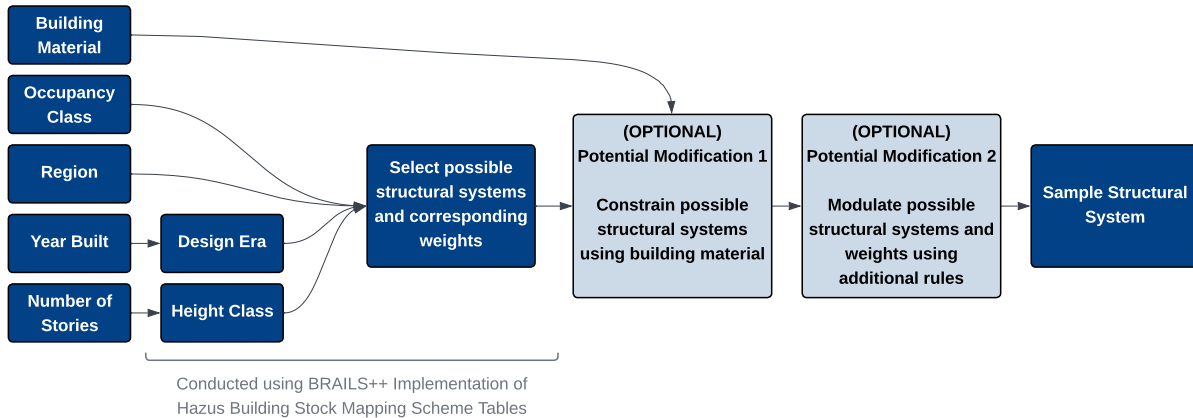 Building
Material
Occupancy
Class
Region
Year Built
Number of
Stories
Design Era
Height Class
Select possible
structural systems
and corresponding
weights
(OPTIONAL)
Potential Modification 1
Constrain possible
structural systems
using building material
(OPTIONAL)
Potential Modification 2
Modulate possible
structural systems and
weights using
additional rules
Sample Structural
System
Conducted using BRAILS++ Implementation of
Hazus Building Stock Mapping Scheme Tables